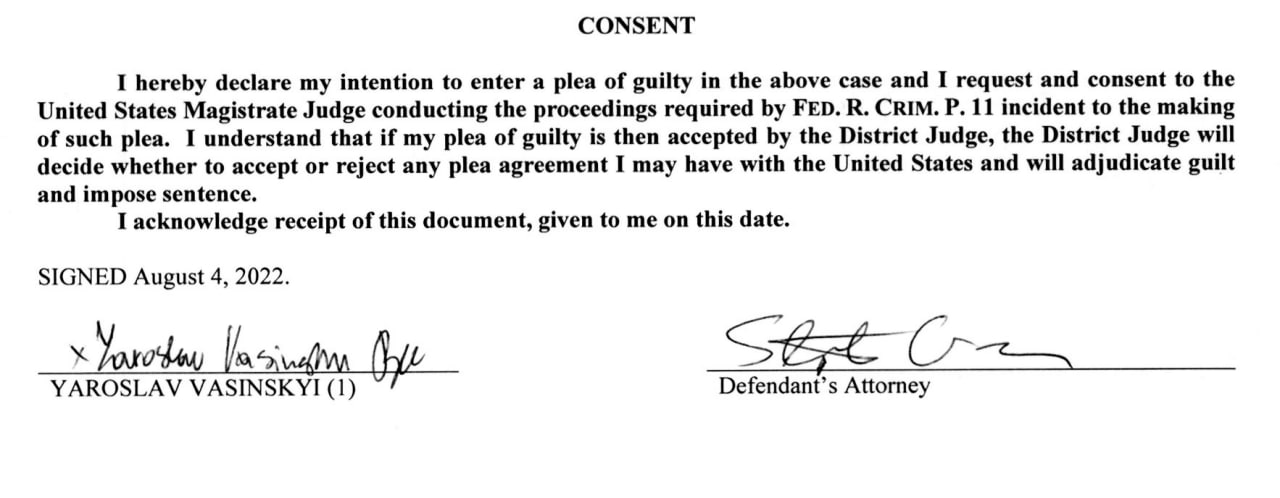 CONSENT
I hereby declare my intention to enter a plea of guilty in the above case and I request and consent to the
United States Magistrate Judge conducting the proceedings required by FED. R. CRIM. P. 11 incident to the making
of such plea. I understand that if my plea of guilty is then accepted by the District Judge, the District Judge will
decide whether to accept or reject any plea agreement I may have with the United States and will adjudicate guilt
and impose sentence.
I acknowledge receipt of this document, given to me on this date.
SIGNED August 4, 2022.
x Yaroslav
YAROSLAV VASINSKYI (1)
Defendant's Attorney